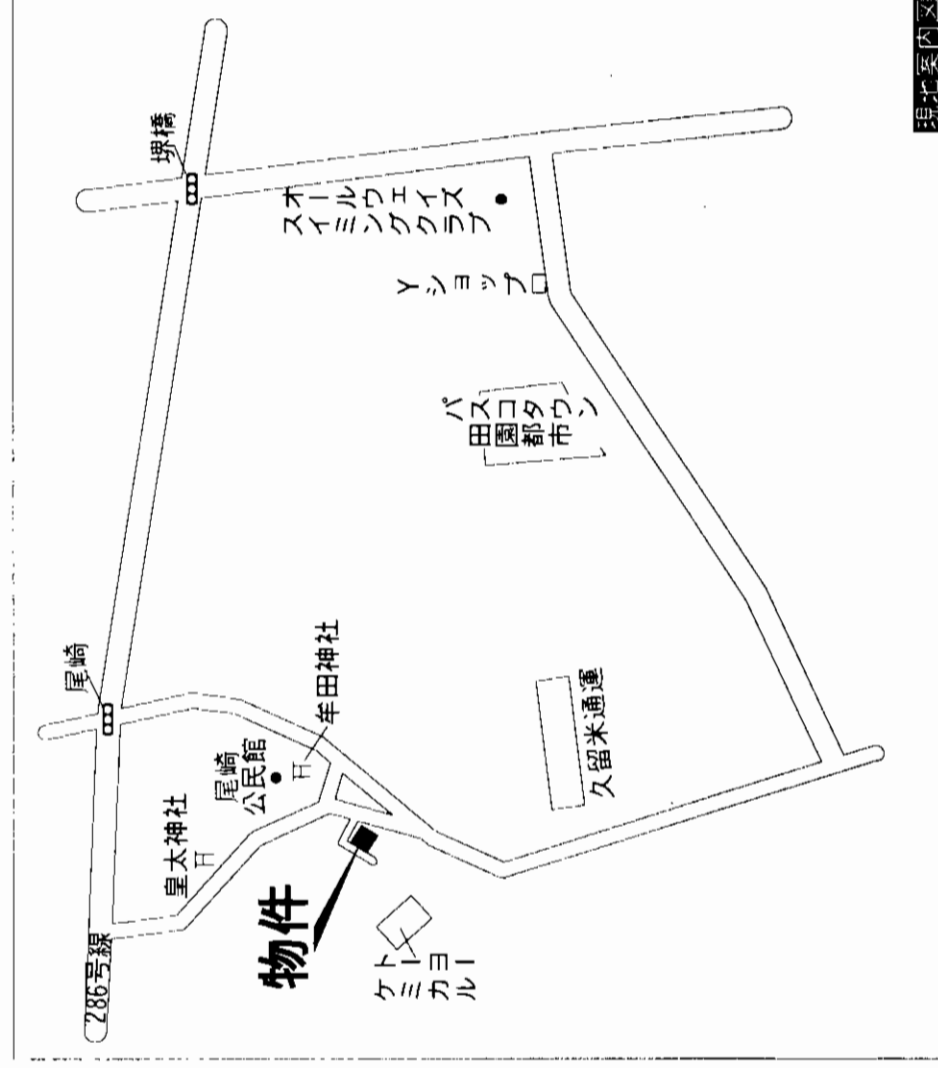 現地案内図
堺橋
オールウェイズ
スイミングクラブ
Yショップ
パスコタウン
田園都市
尾崎
牟田神社
尾崎
公民館
久留米通運
皇太神社
物件
286号線
トーヨー
ケミカル